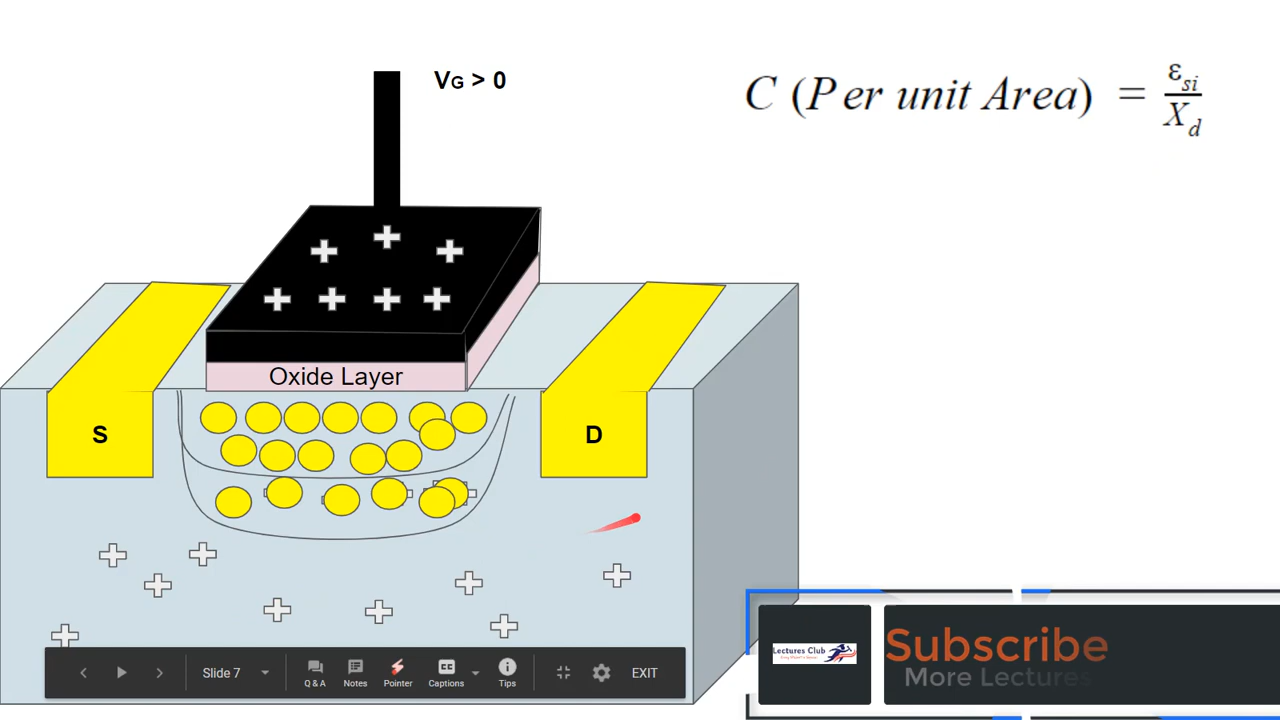 VG > 0
C (Per unit Area) = εsi / Xd
Oxide Layer
S
D
Slide 7
Q & A
Notes
Pointer
CC
Captions
Tips
EXIT
Lectures Club
Subscribe
More Lectures